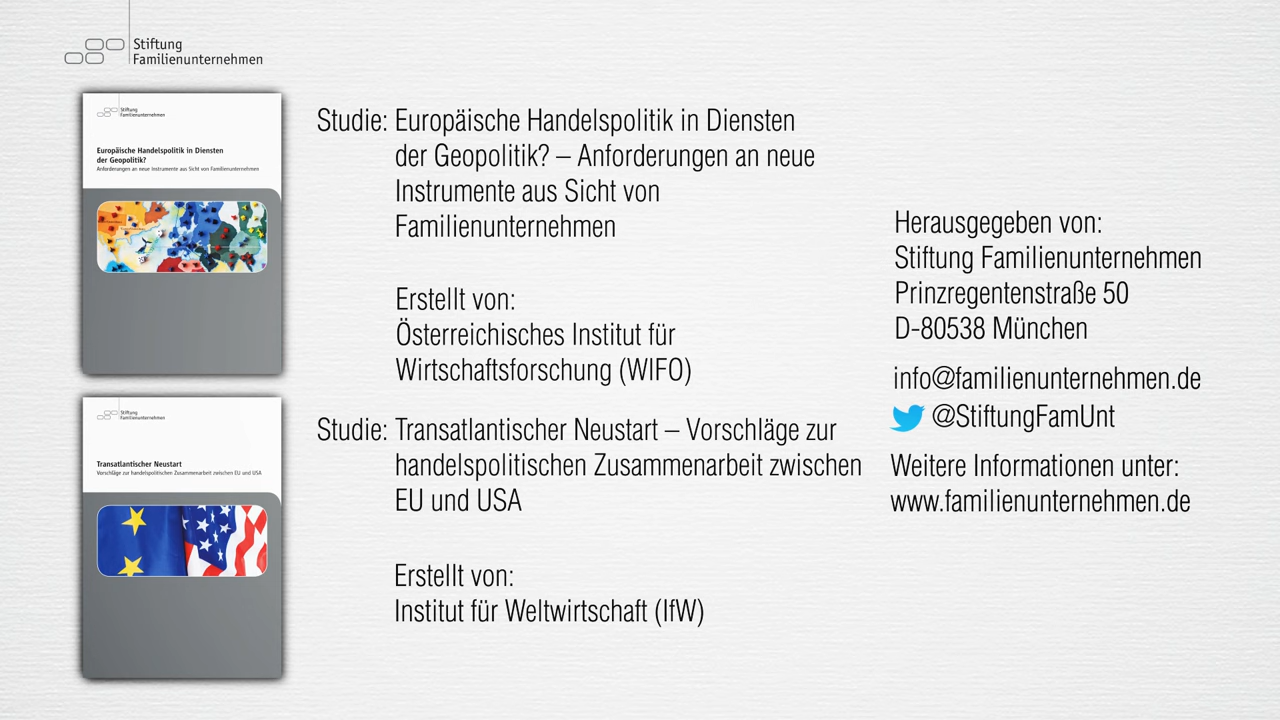 Stiftung
Familienunternehmen
Stiftung
Familienunternehmen
Europäische Handelspolitik in Diensten
der Geopolitik?
Anforderungen an neue Instrumente aus Sicht von Familienunternehmen
Studie: Europäische Handelspolitik in Diensten
der Geopolitik? – Anforderungen an neue
Instrumente aus Sicht von
Familienunternehmen
Erstellt von:
Österreichisches Institut für
Wirtschaftsforschung (WIFO)
Stiftung
Familienunternehmen
Transatlantischer Neustart
Vorschläge zur handelspolitischen Zusammenarbeit zwischen EU und USA
Studie: Transatlantischer Neustart – Vorschläge zur
handelspolitischen Zusammenarbeit zwischen
EU und USA
Erstellt von:
Institut für Weltwirtschaft (IfW)
Herausgegeben von:
Stiftung Familienunternehmen
Prinzregentenstraße 50
D-80538 München
info@familienunternehmen.de
@StiftungFamUnt
Weitere Informationen unter:
www.familienunternehmen.de